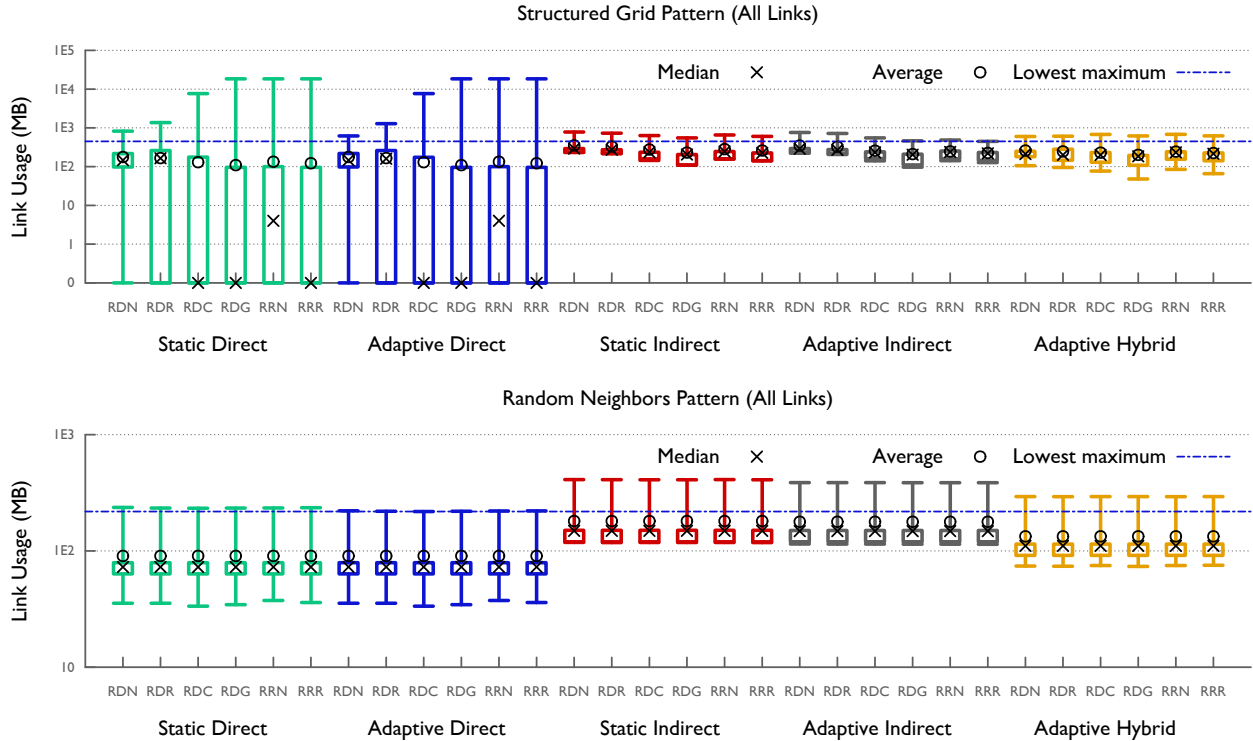 Structured Grid Pattern (All Links)
1E5
Median Average Lowest maximum
1E4
1E3
1E2
10
1
0
Link Usage (MB)
RDN RDR RDC RDG RRN RRR RDN RDR RDC RDG RRN RRR RDN RDR RDC RDG RRN RRR RDN RDR RDC RDG RRN RRR RDN RDR RDC RDG RRN RRR
Static Direct Adaptive Direct Static Indirect Adaptive Indirect Adaptive Hybrid
Random Neighbors Pattern (All Links)
1E3
Median Average Lowest maximum
1E2
10
Link Usage (MB)
RDN RDR RDC RDG RRN RRR RDN RDR RDC RDG RRN RRR RDN RDR RDC RDG RRN RRR RDN RDR RDC RDG RRN RRR RDN RDR RDC RDG RRN RRR
Static Direct Adaptive Direct Static Indirect Adaptive Indirect Adaptive Hybrid